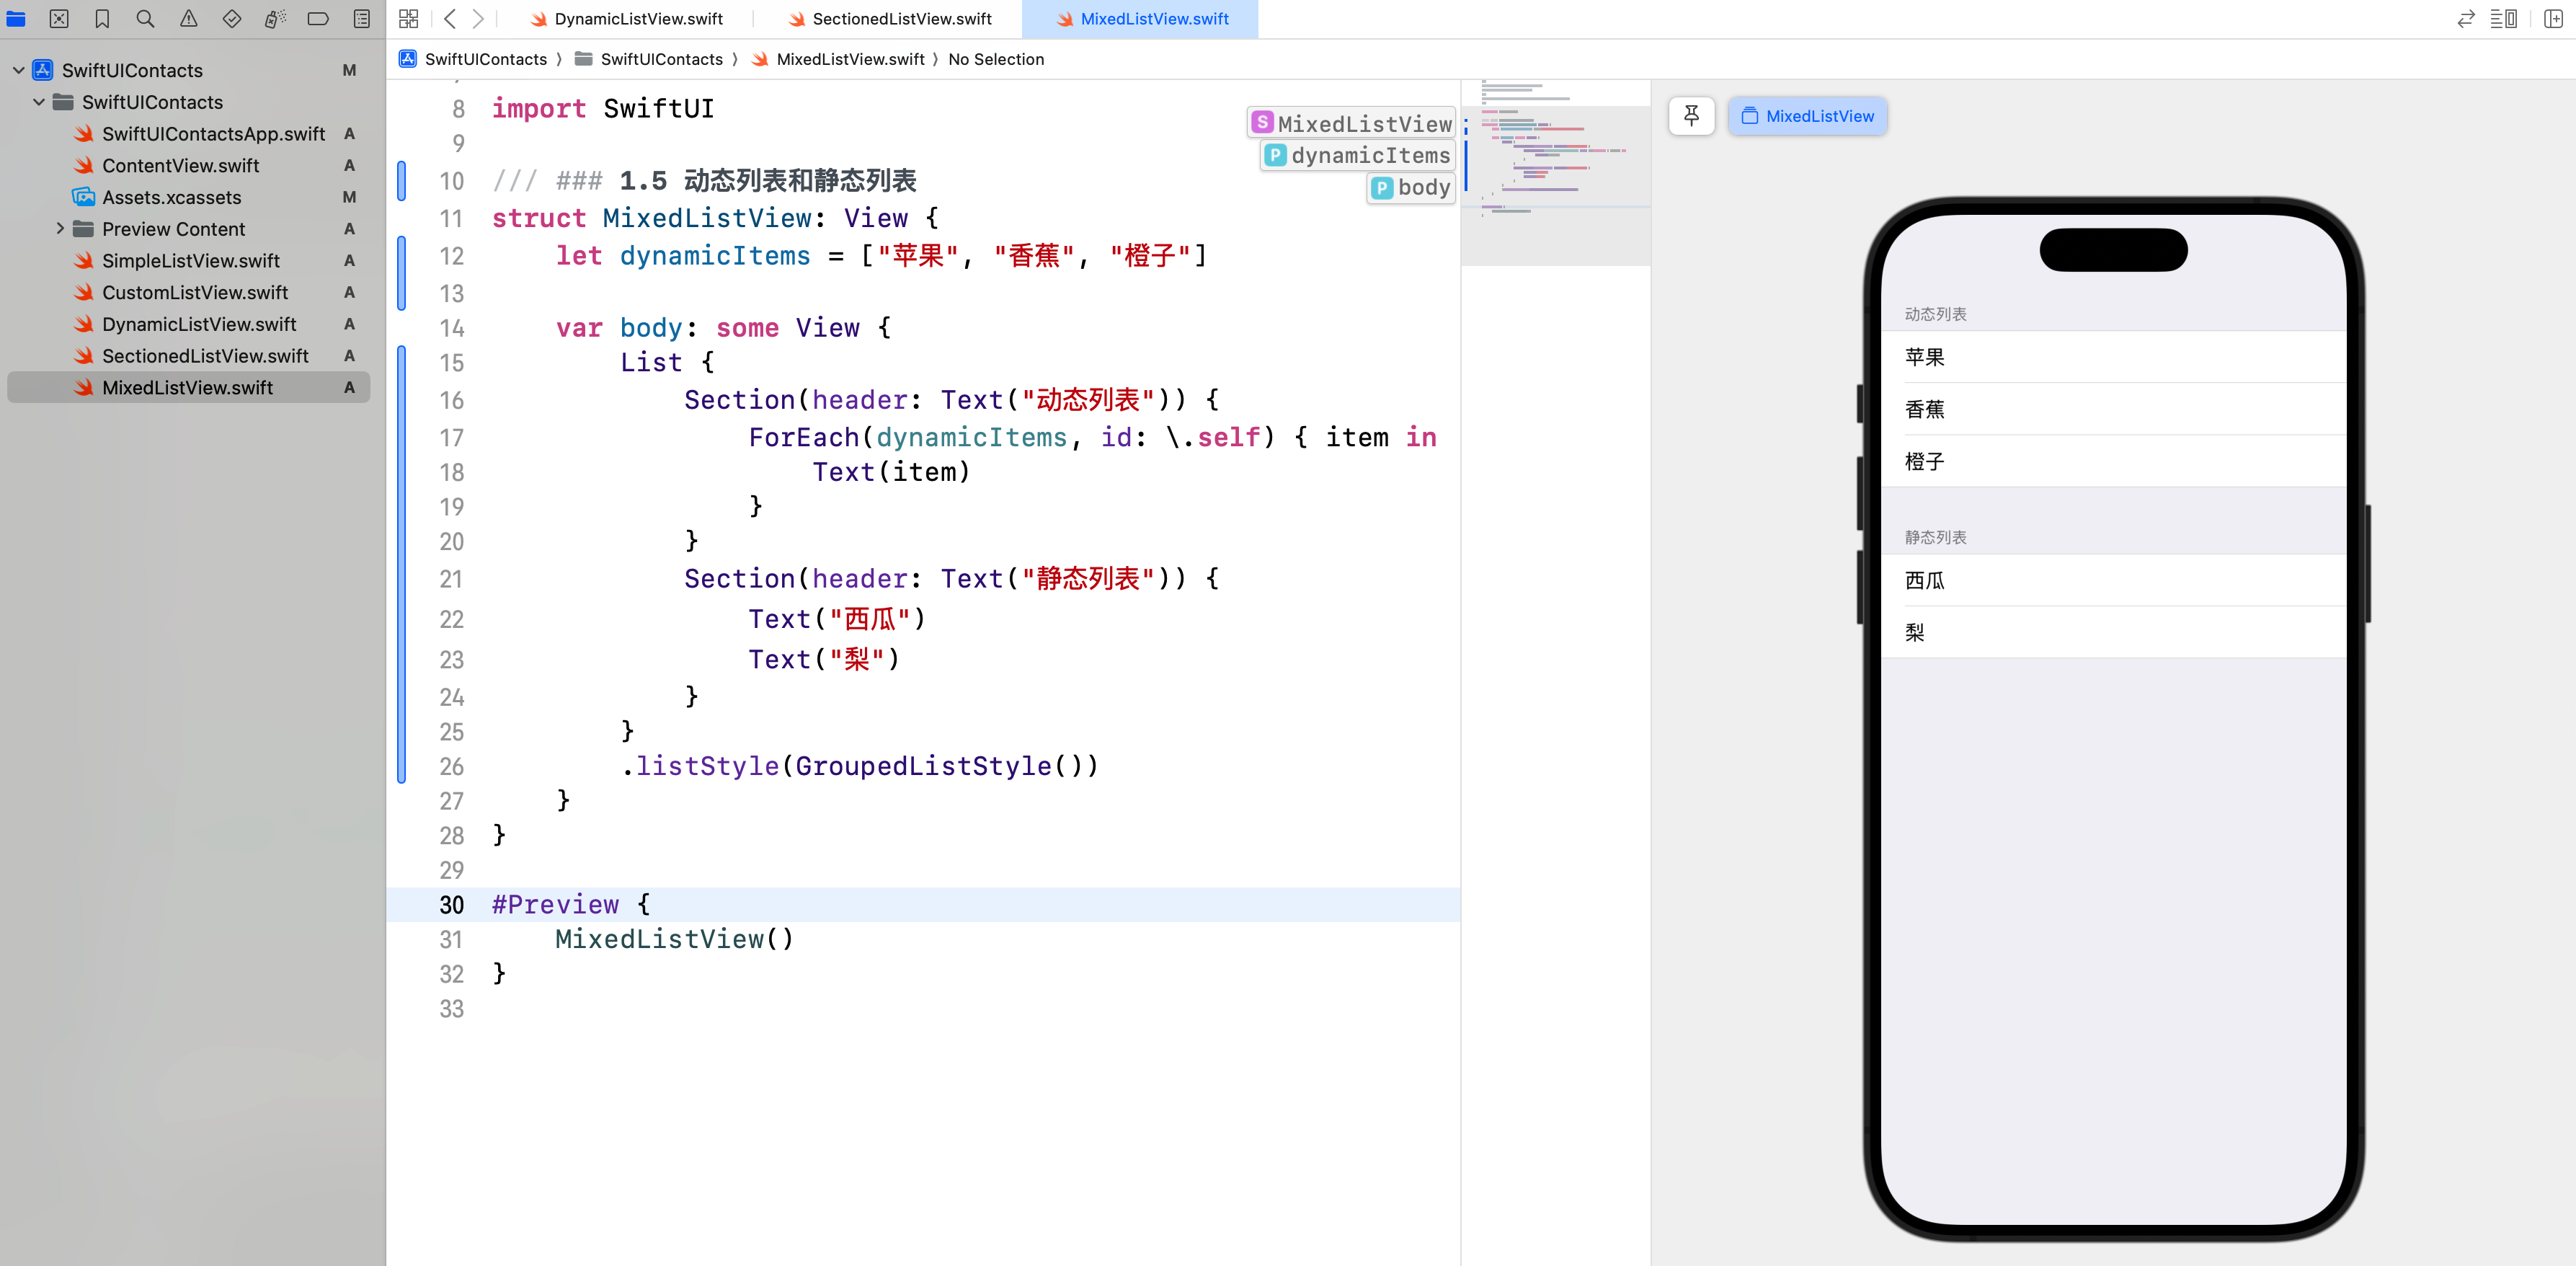 DynamicListView.swift
SectionedListView.swift
MixedListView.swift
SwiftUIContacts 〉 SwiftUIContacts 〉 MixedListView.swift 〉 No Selection
SwiftUIContacts M
SwiftUIContacts
SwiftUIContactsApp.swift A
ContentView.swift A
Assets.xcassets M
Preview Content A
SimpleListView.swift A
CustomListView.swift A
DynamicListView.swift A
SectionedListView.swift A
MixedListView.swift A
8 import SwiftUI
9
10 /// ### 1.5 动态列表和静态列表
11 struct MixedListView: View {
12     let dynamicItems = ["苹果", "香蕉", "橙子"]
13
14     var body: some View {
15         List {
16             Section(header: Text("动态列表")) {
17                 ForEach(dynamicItems, id: \.self) { item in
18                     Text(item)
19                 }
20             }
21             Section(header: Text("静态列表")) {
22                 Text("西瓜")
23                 Text("梨")
24             }
25         }
26         .listStyle(GroupedListStyle())
27     }
28 }
29
30 #Preview {
31     MixedListView()
32 }
33
S MixedListView
P dynamicItems
P body
MixedListView
动态列表
苹果
香蕉
橙子
静态列表
西瓜
梨